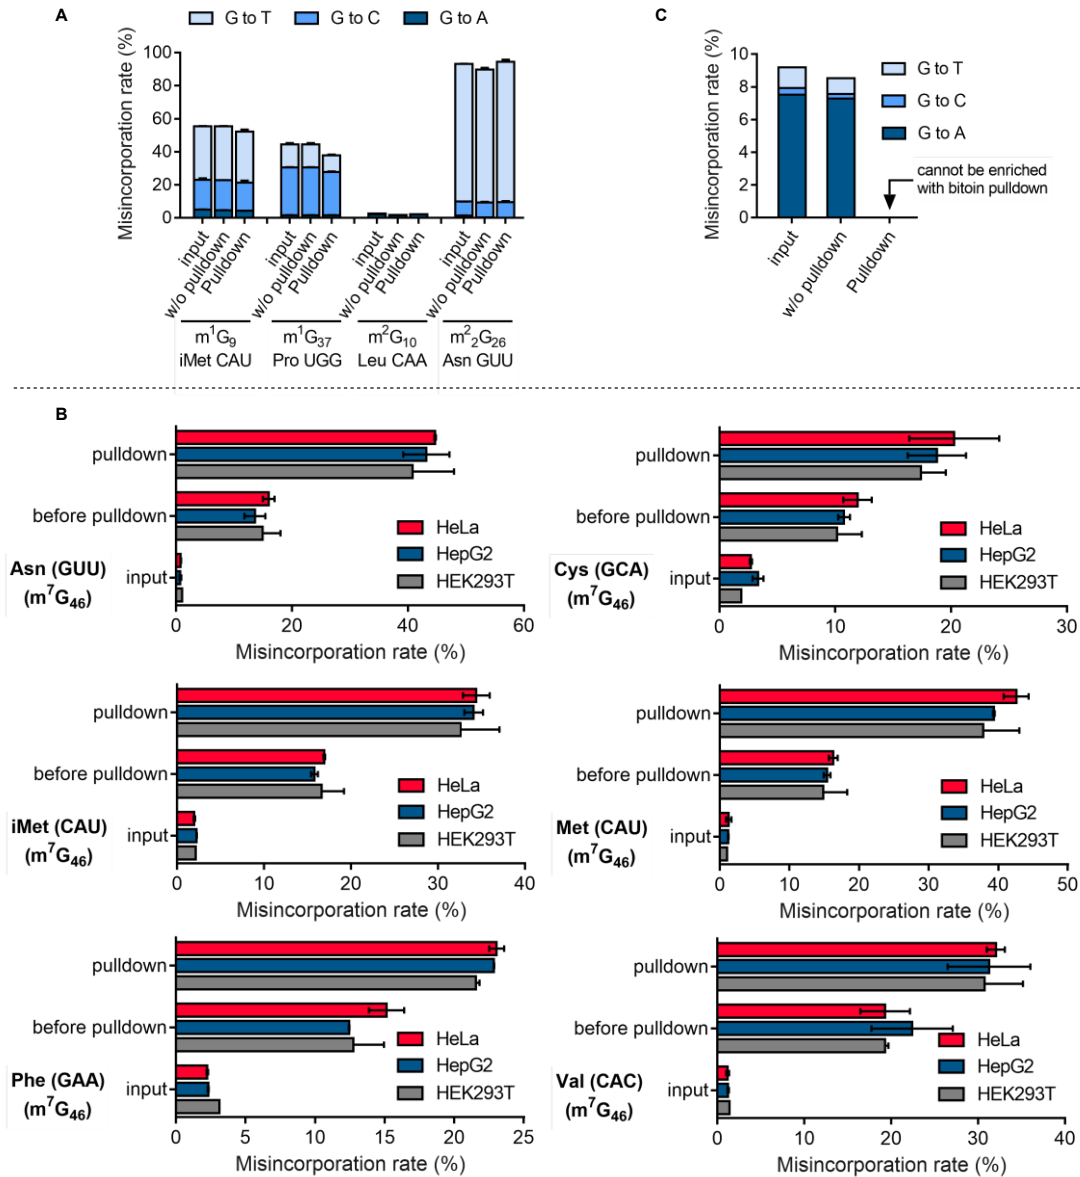 A
G to T
G to C
G to A
Misincorporation rate (%)
100
80
60
40
20
0
input
w/o pulldown
Pulldown
input
w/o pulldown
Pulldown
input
w/o pulldown
Pulldown
input
w/o pulldown
Pulldown
m¹G₉
iMet CAU
m¹G₃₇
Pro UGG
m²G₁₀
Leu CAA
m²₂G₂₆
Asn GUU
C
Misincorporation rate (%)
10
8
6
4
2
0
G to T
G to C
G to A
cannot be enriched
with bitoin pulldown
input
w/o pulldown
Pulldown
B
Asn (GUU)
(m⁷G₄₆)
pulldown
before pulldown
input
HeLa
HepG2
HEK293T
0 20 40 60
Misincorporation rate (%)
Cys (GCA)
(m⁷G₄₆)
pulldown
before pulldown
input
HeLa
HepG2
HEK293T
0 10 20 30
Misincorporation rate (%)
iMet (CAU)
(m⁷G₄₆)
pulldown
before pulldown
input
HeLa
HepG2
HEK293T
0 10 20 30 40
Misincorporation rate (%)
Met (CAU)
(m⁷G₄₆)
pulldown
before pulldown
input
HeLa
HepG2
HEK293T
0 10 20 30 40 50
Misincorporation rate (%)
Phe (GAA)
(m⁷G₄₆)
pulldown
before pulldown
input
HeLa
HepG2
HEK293T
0 5 10 15 20 25
Misincorporation rate (%)
Val (CAC)
(m⁷G₄₆)
pulldown
before pulldown
input
HeLa
HepG2
HEK293T
0 10 20 30 40
Misincorporation rate (%)